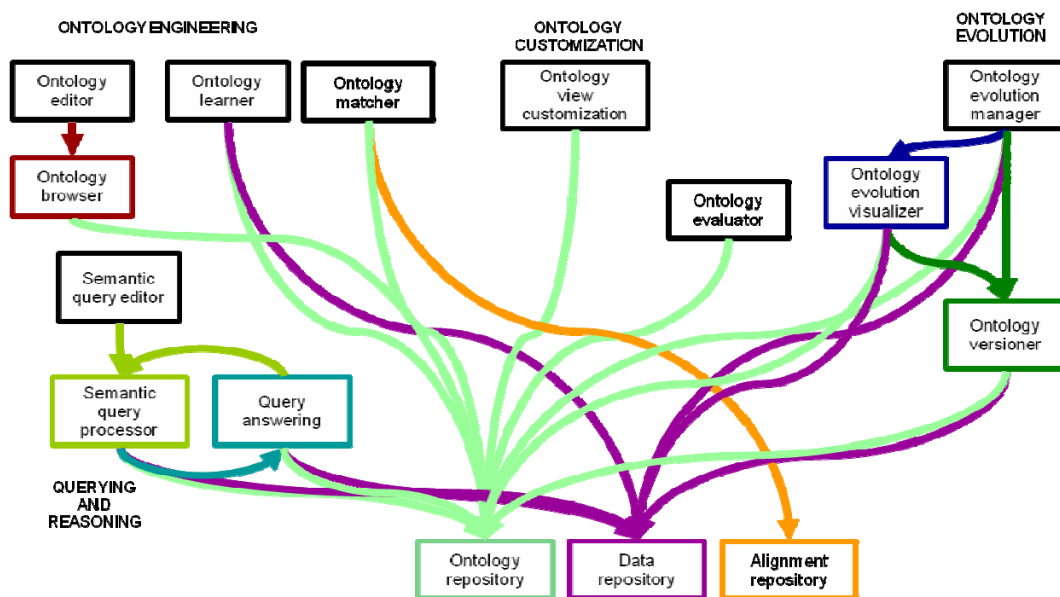 ONTOLOGY ENGINEERING
ONTOLOGY
CUSTOMIZATION
ONTOLOGY
EVOLUTION
Ontology
editor
Ontology
learner
Ontology
matcher
Ontology
view
customization
Ontology
evolution
manager
Ontology
browser
Ontology
evaluator
Ontology
evolution
visualizer
Semantic
query editor
Ontology
versioner
Semantic
query
processor
Query
answering
QUERYING
AND
REASONING
Ontology
repository
Data
repository
Alignment
repository